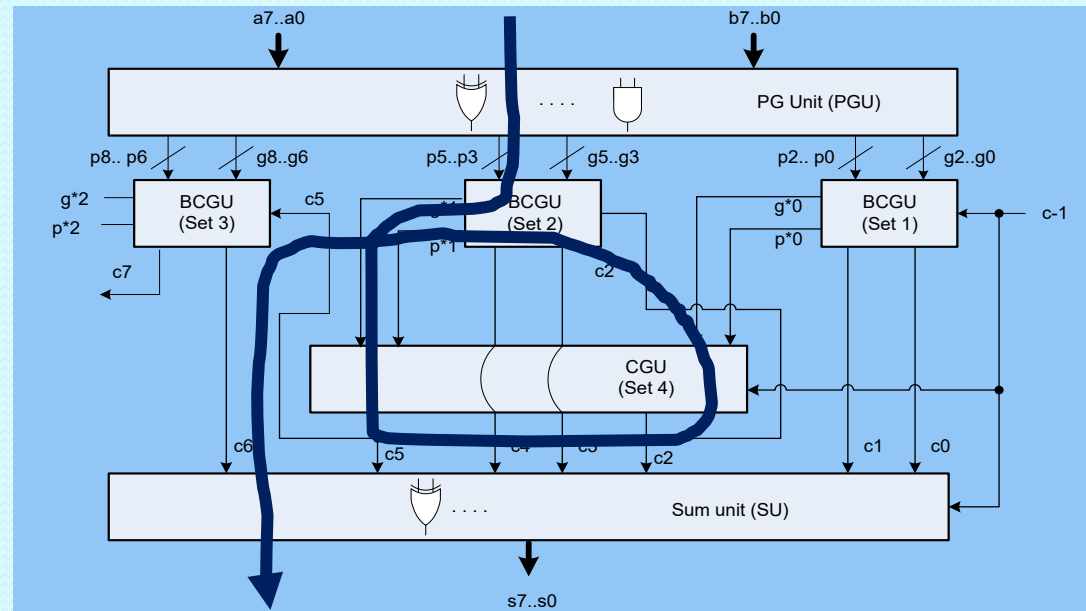 a7..a0
b7..b0
. . . .
PG Unit (PGU)
p8.. p6
g8..g6
p5..p3
g5..g3
p2.. p0
g2..g0
g*2
p*2
BCGU
(Set 3)
c5
g*1
p*1
BCGU
(Set 2)
c2
g*0
p*0
BCGU
(Set 1)
c-1
c7
CGU
(Set 4)
c6
c5
c4
c3
c2
c1
c0
. . . .
Sum unit (SU)
s7..s0